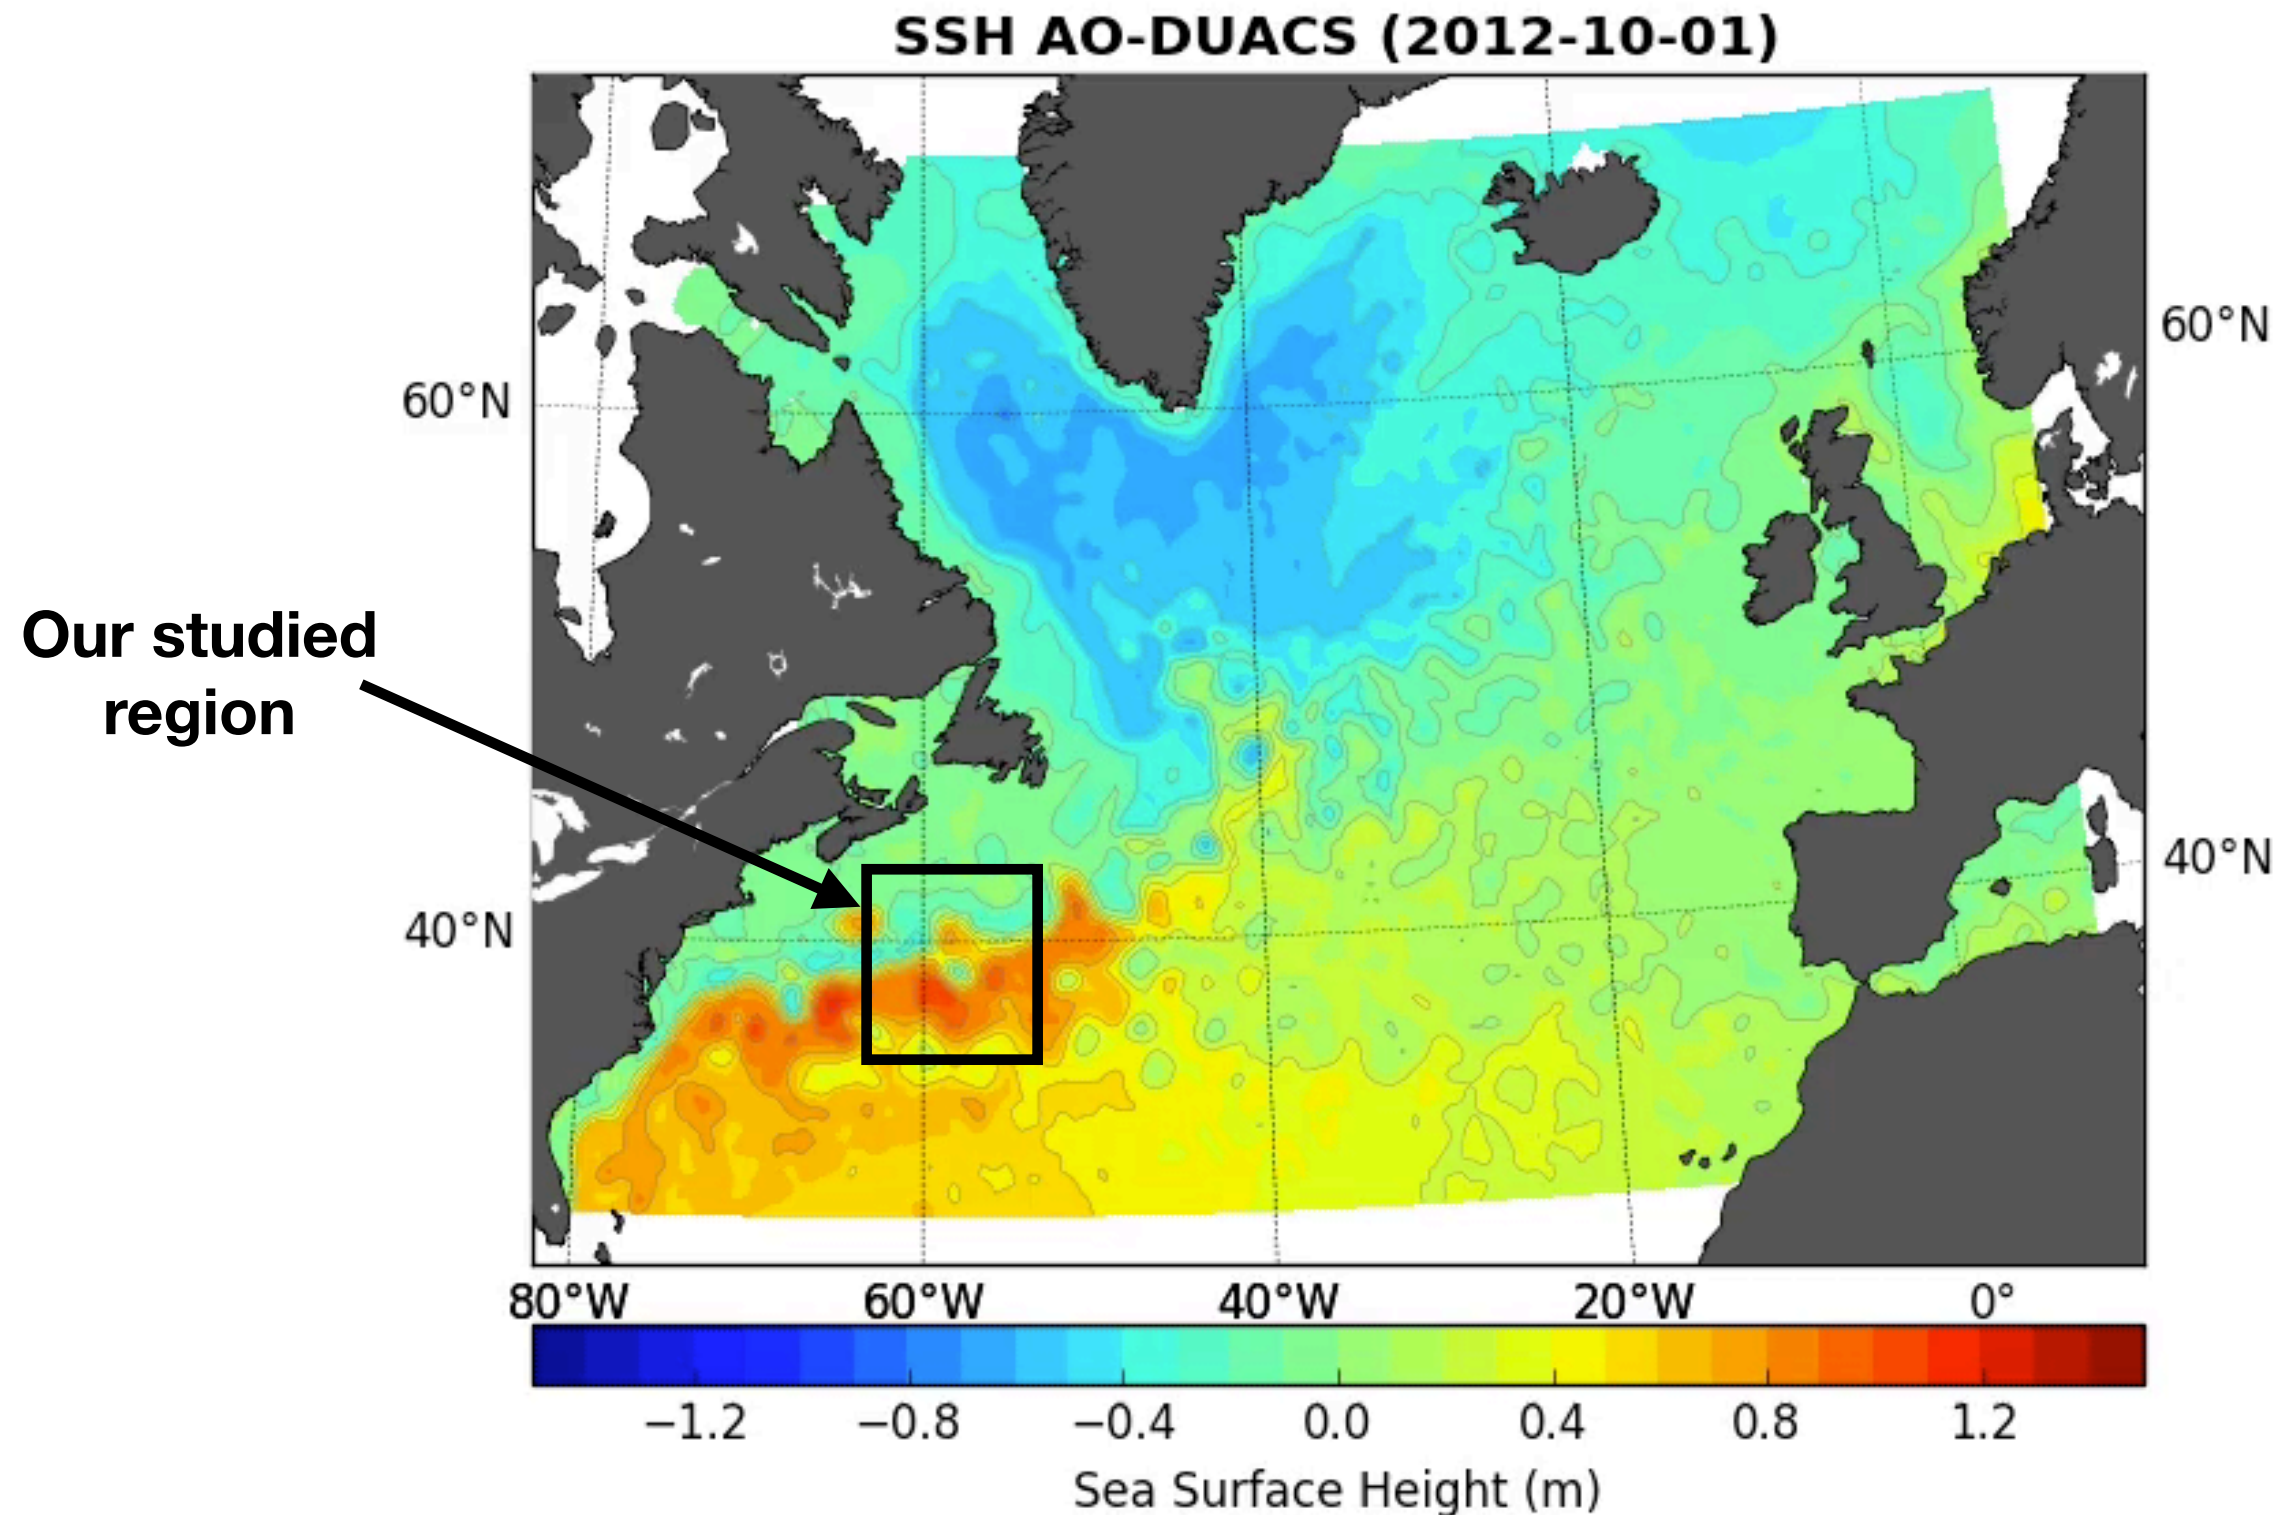 SSH AO-DUACS (2012-10-01)
60°N
60°N
Our studied
region
40°N
40°N
80°W 60°W 40°W 20°W 0°
−1.2 −0.8 −0.4 0.0 0.4 0.8 1.2
Sea Surface Height (m)